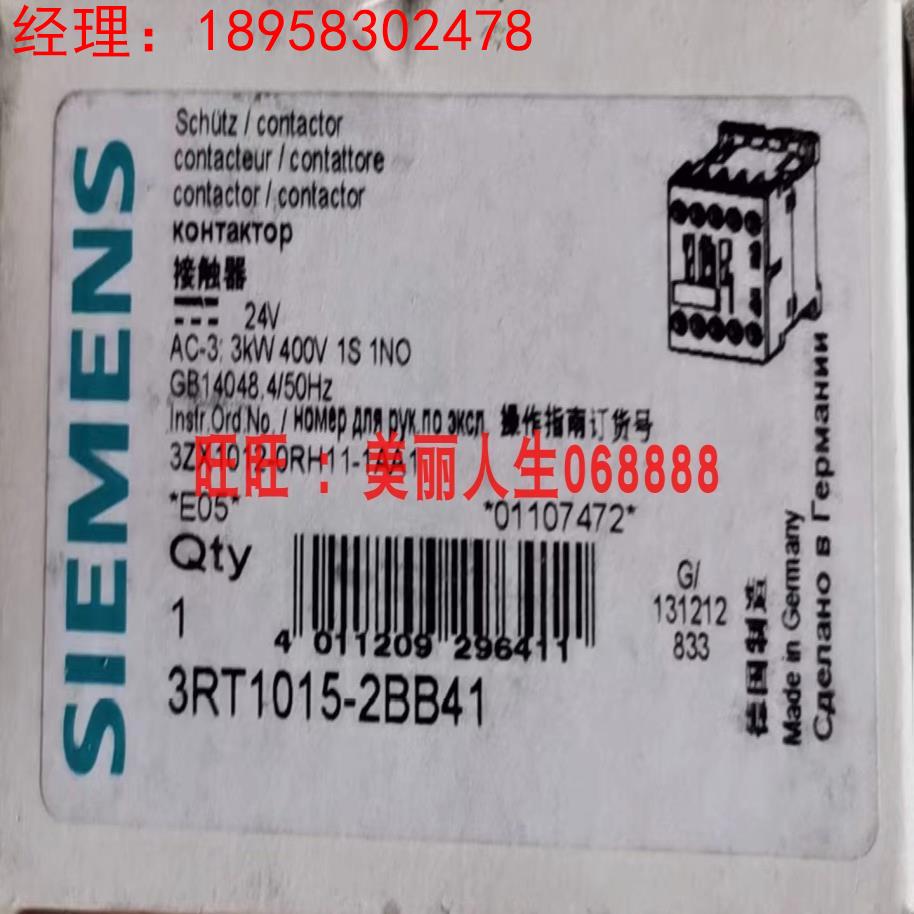 经理：18958302478
SIEMENS
Schütz / contactor
contacteur / contattore
contactor / contactor
контактор
接触器
24V
AC-3, 3kW 400V 1S 1NO
GB14048.4/50Hz
Instr.Ord.No. / номер для рук.по экспл. 操作指南订货号
3ZX1012-0RH11-1AA1
旺旺：美丽人生068888
*E05*
*01107472*
Qty
1
4 011209 296411
G/
131212
833
3RT1015-2BB41
德国制造
Made in Germany
Сделано в Германии